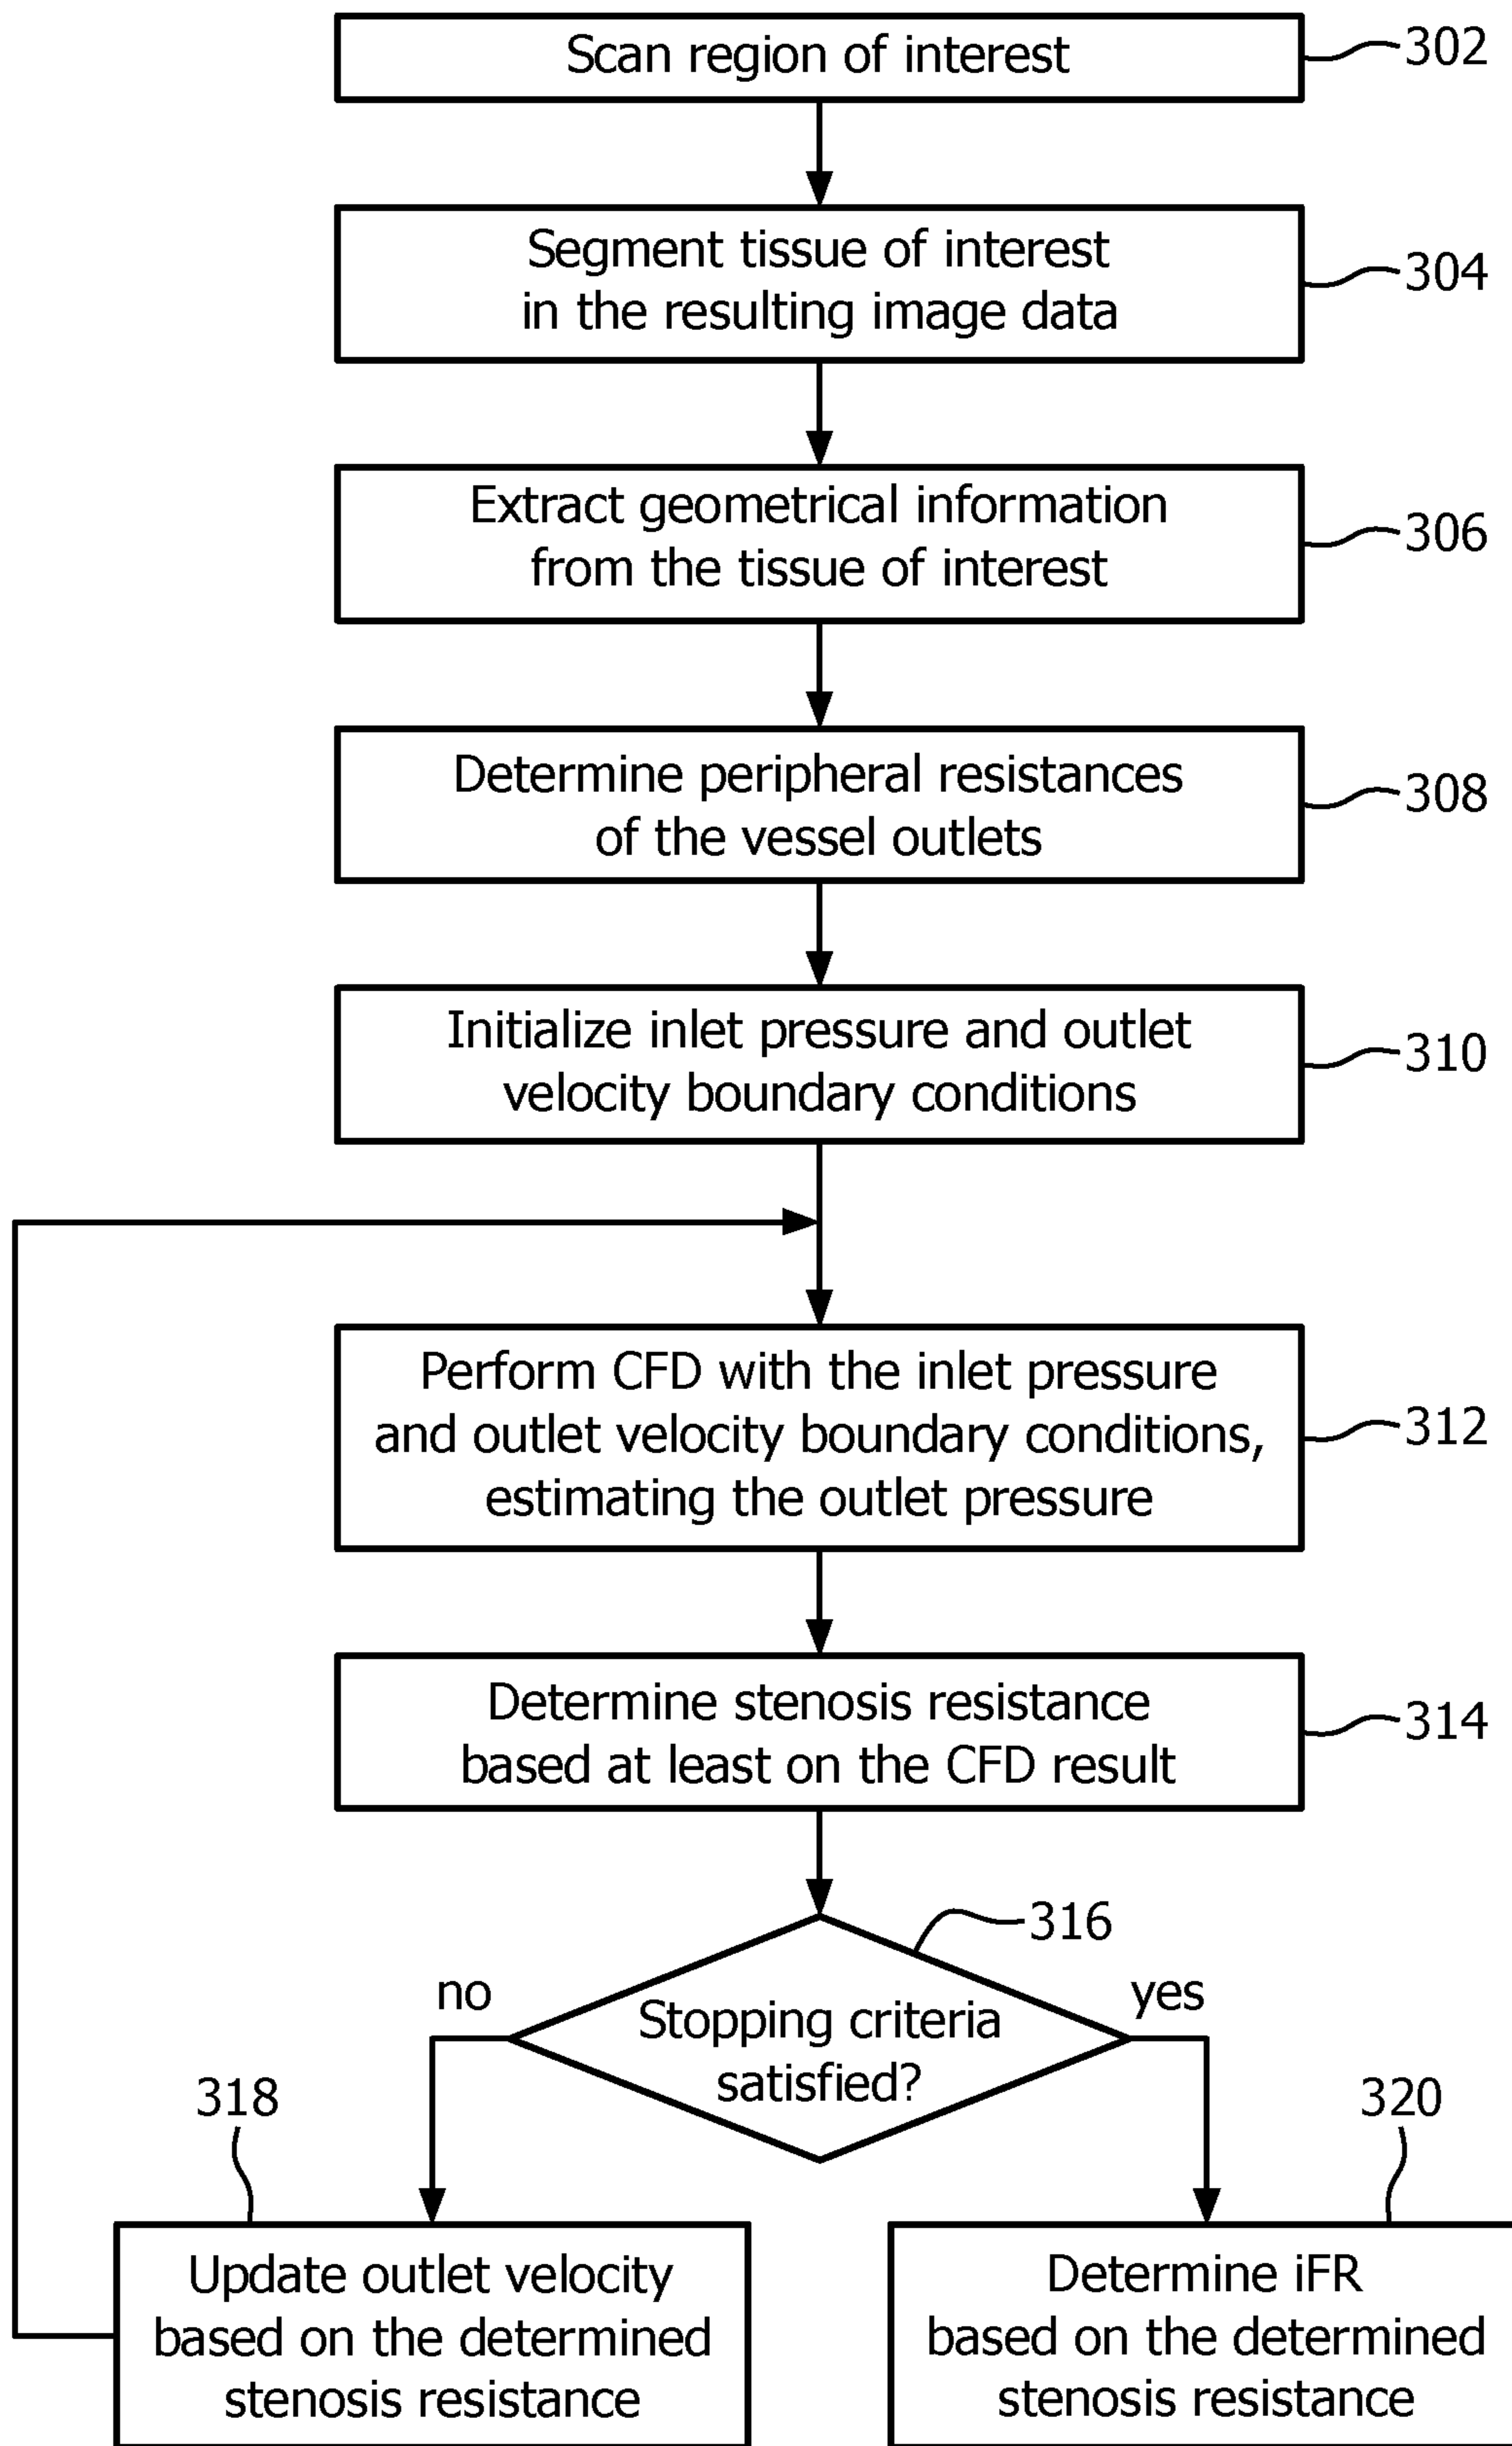 Scan region of interest
302
Segment tissue of interest
in the resulting image data
304
Extract geometrical information
from the tissue of interest
306
Determine peripheral resistances
of the vessel outlets
308
Initialize inlet pressure and outlet
velocity boundary conditions
310
Perform CFD with the inlet pressure
and outlet velocity boundary conditions,
estimating the outlet pressure
312
Determine stenosis resistance
based at least on the CFD result
314
316
no
yes
Stopping criteria
satisfied?
318
320
Update outlet velocity
based on the determined
stenosis resistance
Determine iFR
based on the determined
stenosis resistance